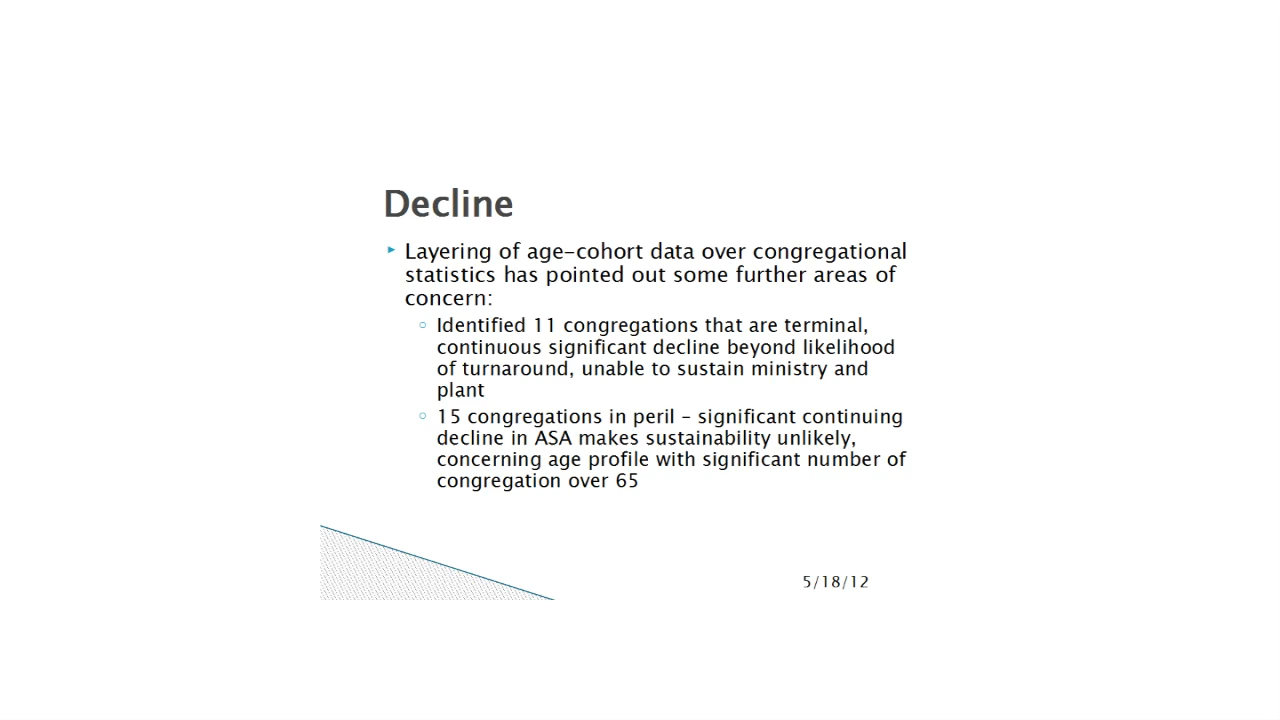 Decline
Layering of age-cohort data over congregational
statistics has pointed out some further areas of
concern:
Identified 11 congregations that are terminal,
continuous significant decline beyond likelihood
of turnaround, unable to sustain ministry and
plant
15 congregations in peril – significant continuing
decline in ASA makes sustainability unlikely,
concerning age profile with significant number of
congregation over 65
5/18/12